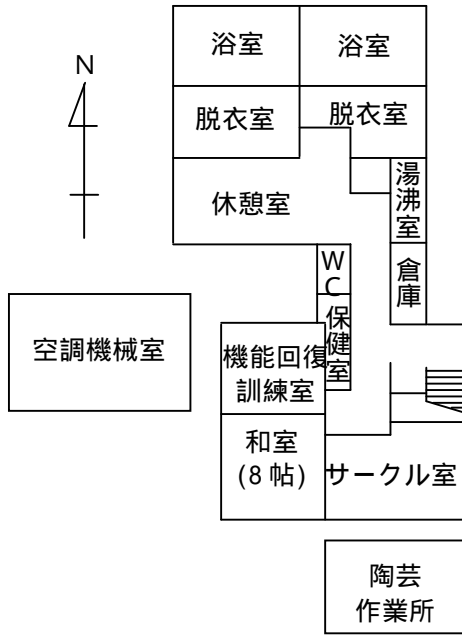 浴室
浴室
N
脱衣室
脱衣室
休憩室
湯沸室
WC
倉庫
空調機械室
保健室
機能回復
訓練室
和室
(8帖)
サークル室
陶芸
作業所